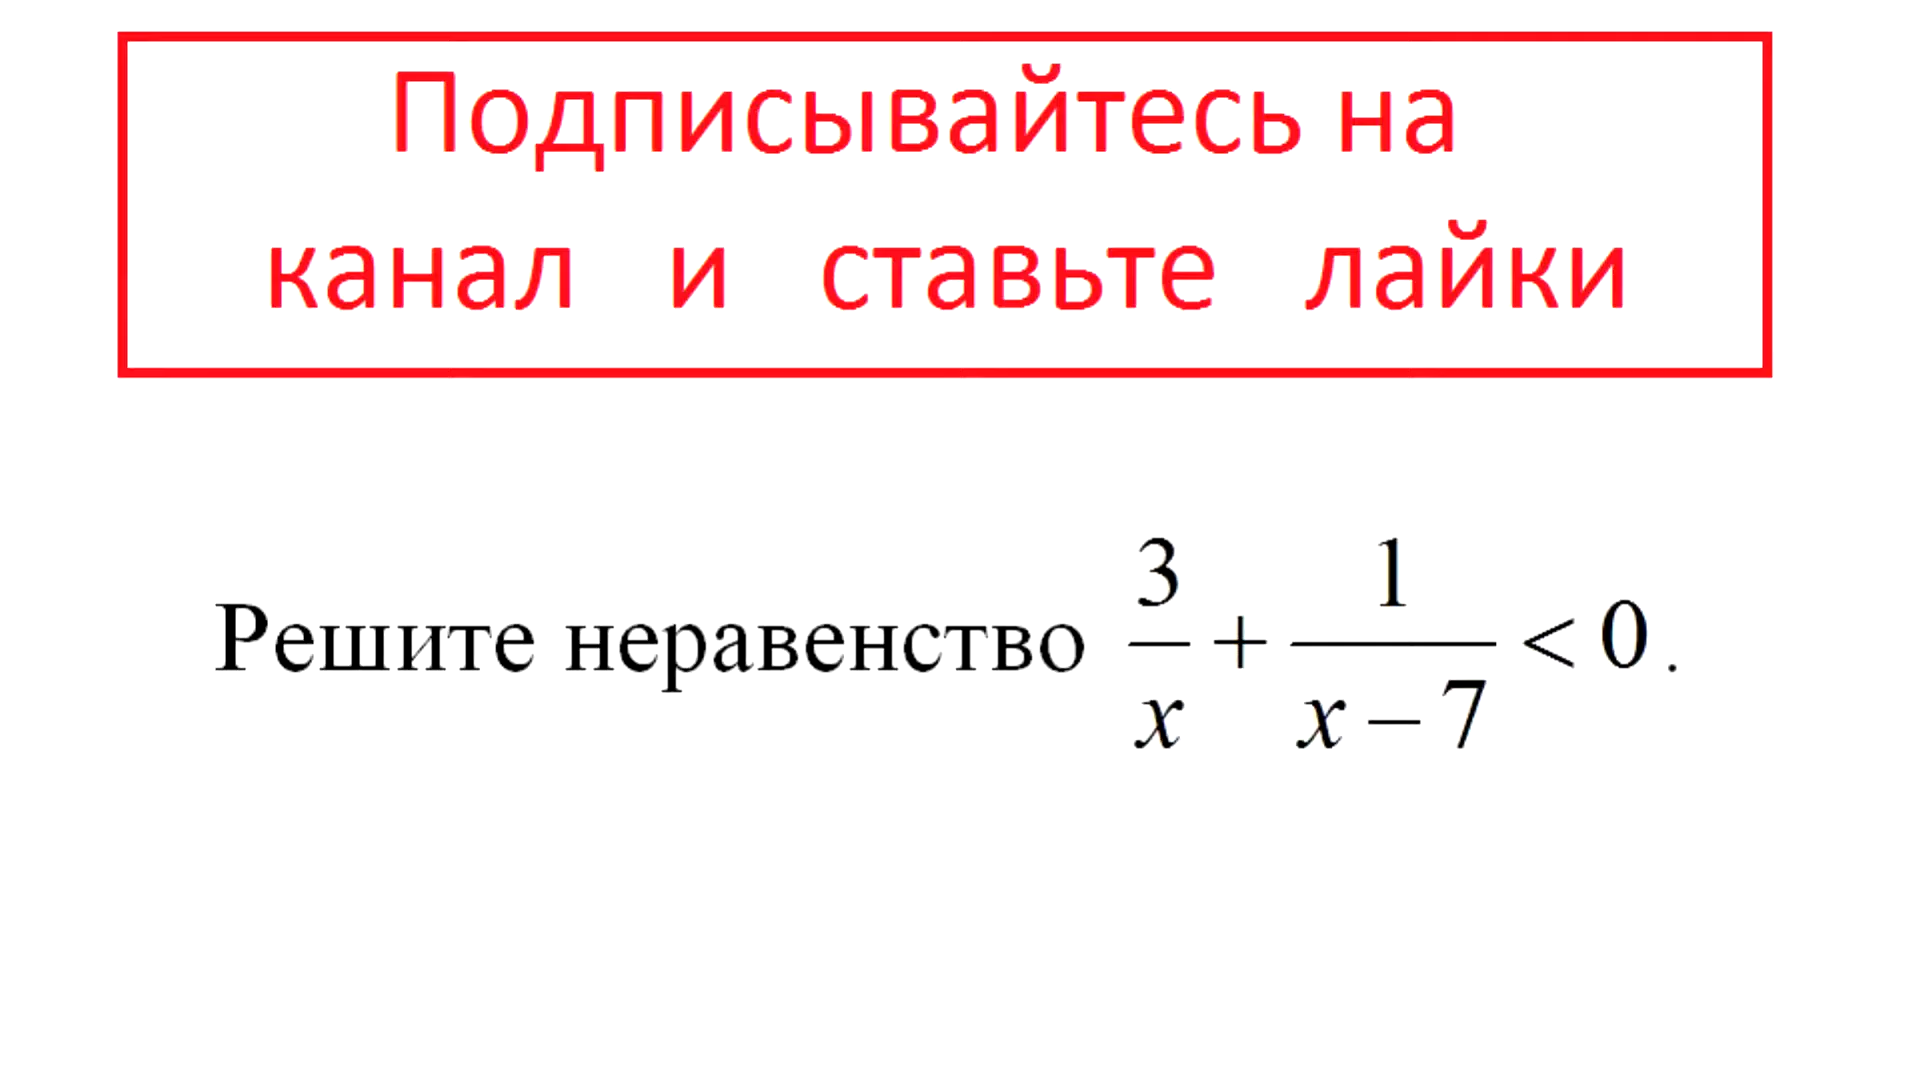 Подписывайтесь на
канал и ставьте лайки
Решите неравенство 3/x + 1/(x − 7) < 0.